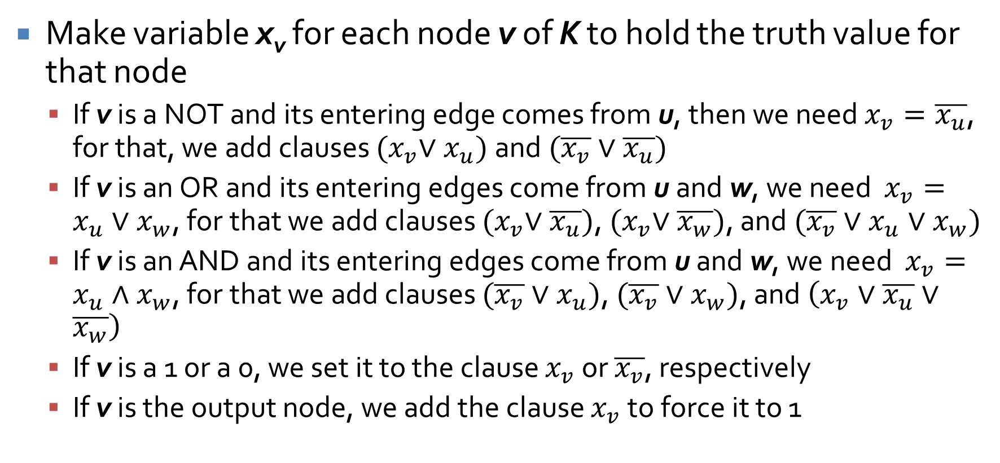 ▪ Make variable xᵥ for each node v of K to hold the truth value for
that node
▪ If v is a NOT and its entering edge comes from u, then we need $x_v = \overline{x_u}$,
for that, we add clauses $(x_v \vee x_u)$ and $(\overline{x_v} \vee \overline{x_u})$
▪ If v is an OR and its entering edges come from u and w, we need $x_v =$
$x_u \vee x_w$, for that we add clauses $(x_v \vee \overline{x_u})$, $(x_v \vee \overline{x_w})$, and $(\overline{x_v} \vee x_u \vee x_w)$
▪ If v is an AND and its entering edges come from u and w, we need $x_v =$
$x_u \wedge x_w$, for that we add clauses $(\overline{x_v} \vee x_u)$, $(\overline{x_v} \vee x_w)$, and $(x_v \vee \overline{x_u} \vee$
$\overline{x_w})$
▪ If v is a 1 or a 0, we set it to the clause $x_v$ or $\overline{x_v}$, respectively
▪ If v is the output node, we add the clause $x_v$ to force it to 1